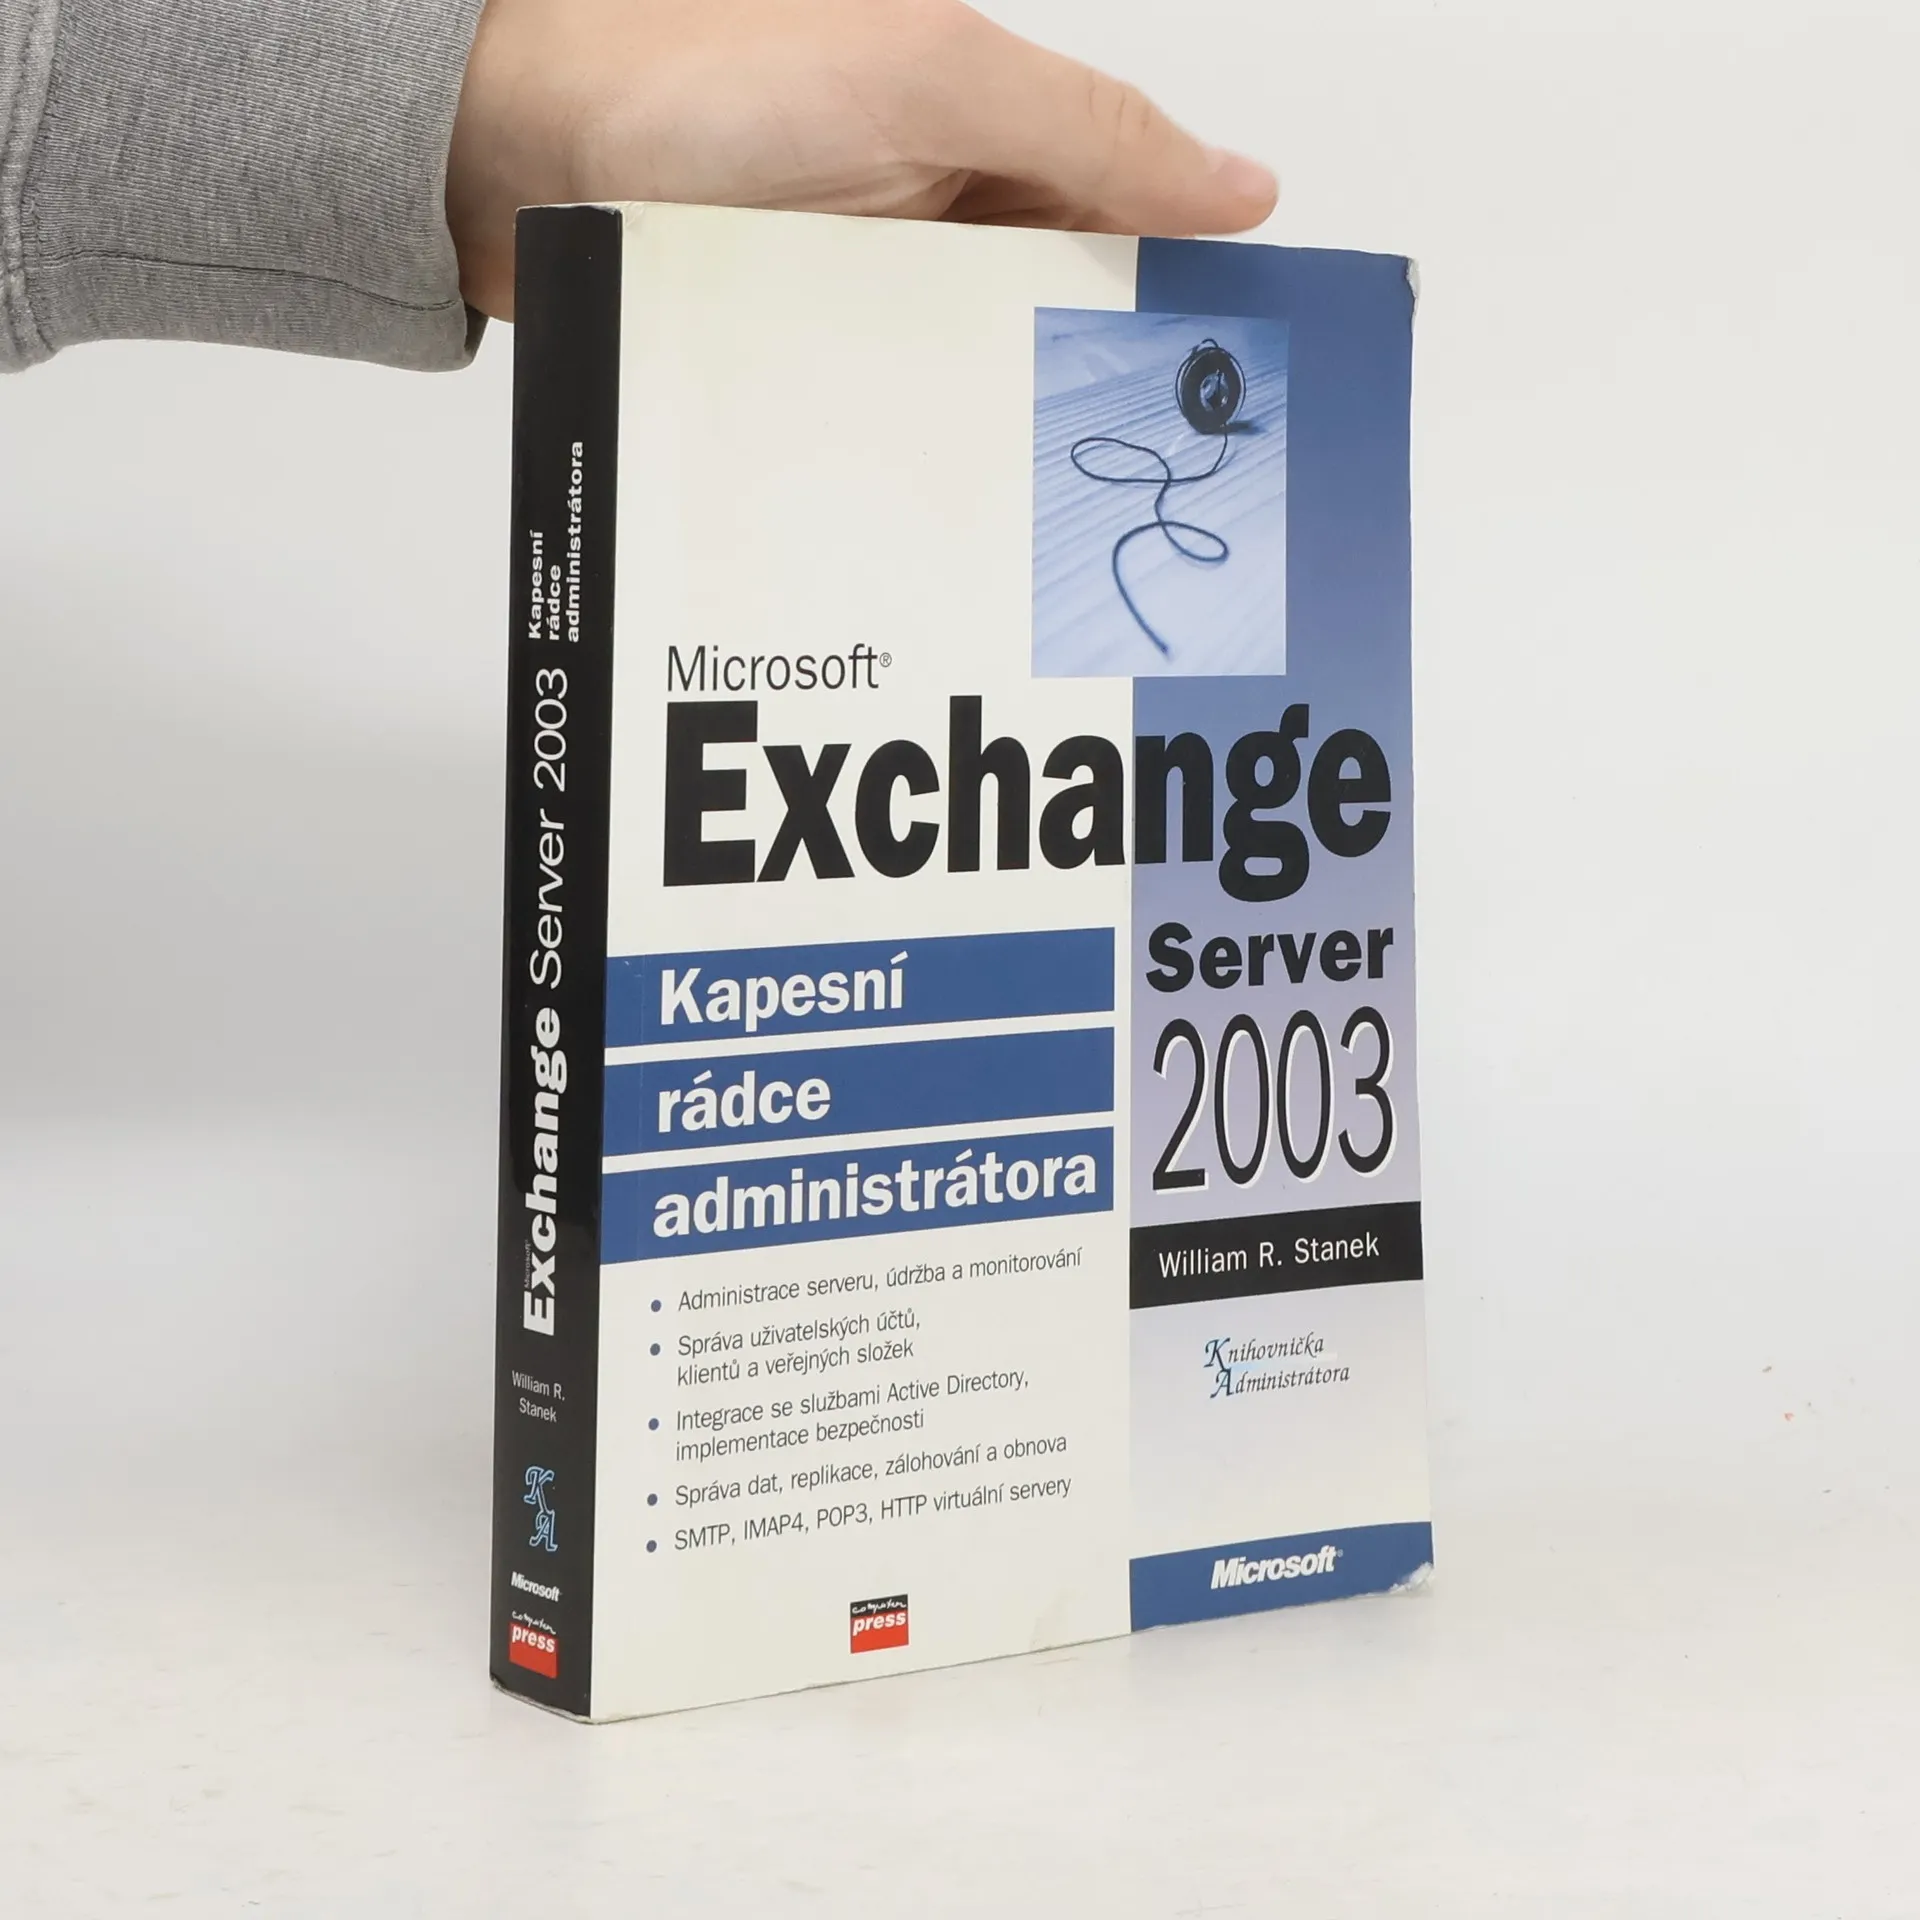 Kapesní
rádce
administrátora
Microsoft® Exchange Server 2003
William R.
Stanek
KA
Microsoft
computer
press
Microsoft®
Exchange
Server
2003
Kapesní
rádce
administrátora
William R. Stanek
• Administrace serveru, údržba a monitorování
• Správa uživatelských účtů,
klientů a veřejných složek
• Integrace se službami Active Directory,
implementace bezpečnosti
• Správa dat, replikace, zálohování a obnova
• SMTP, IMAP4, POP3, HTTP virtuální servery
Knihovnička
Administrátora
computer
press
Microsoft®